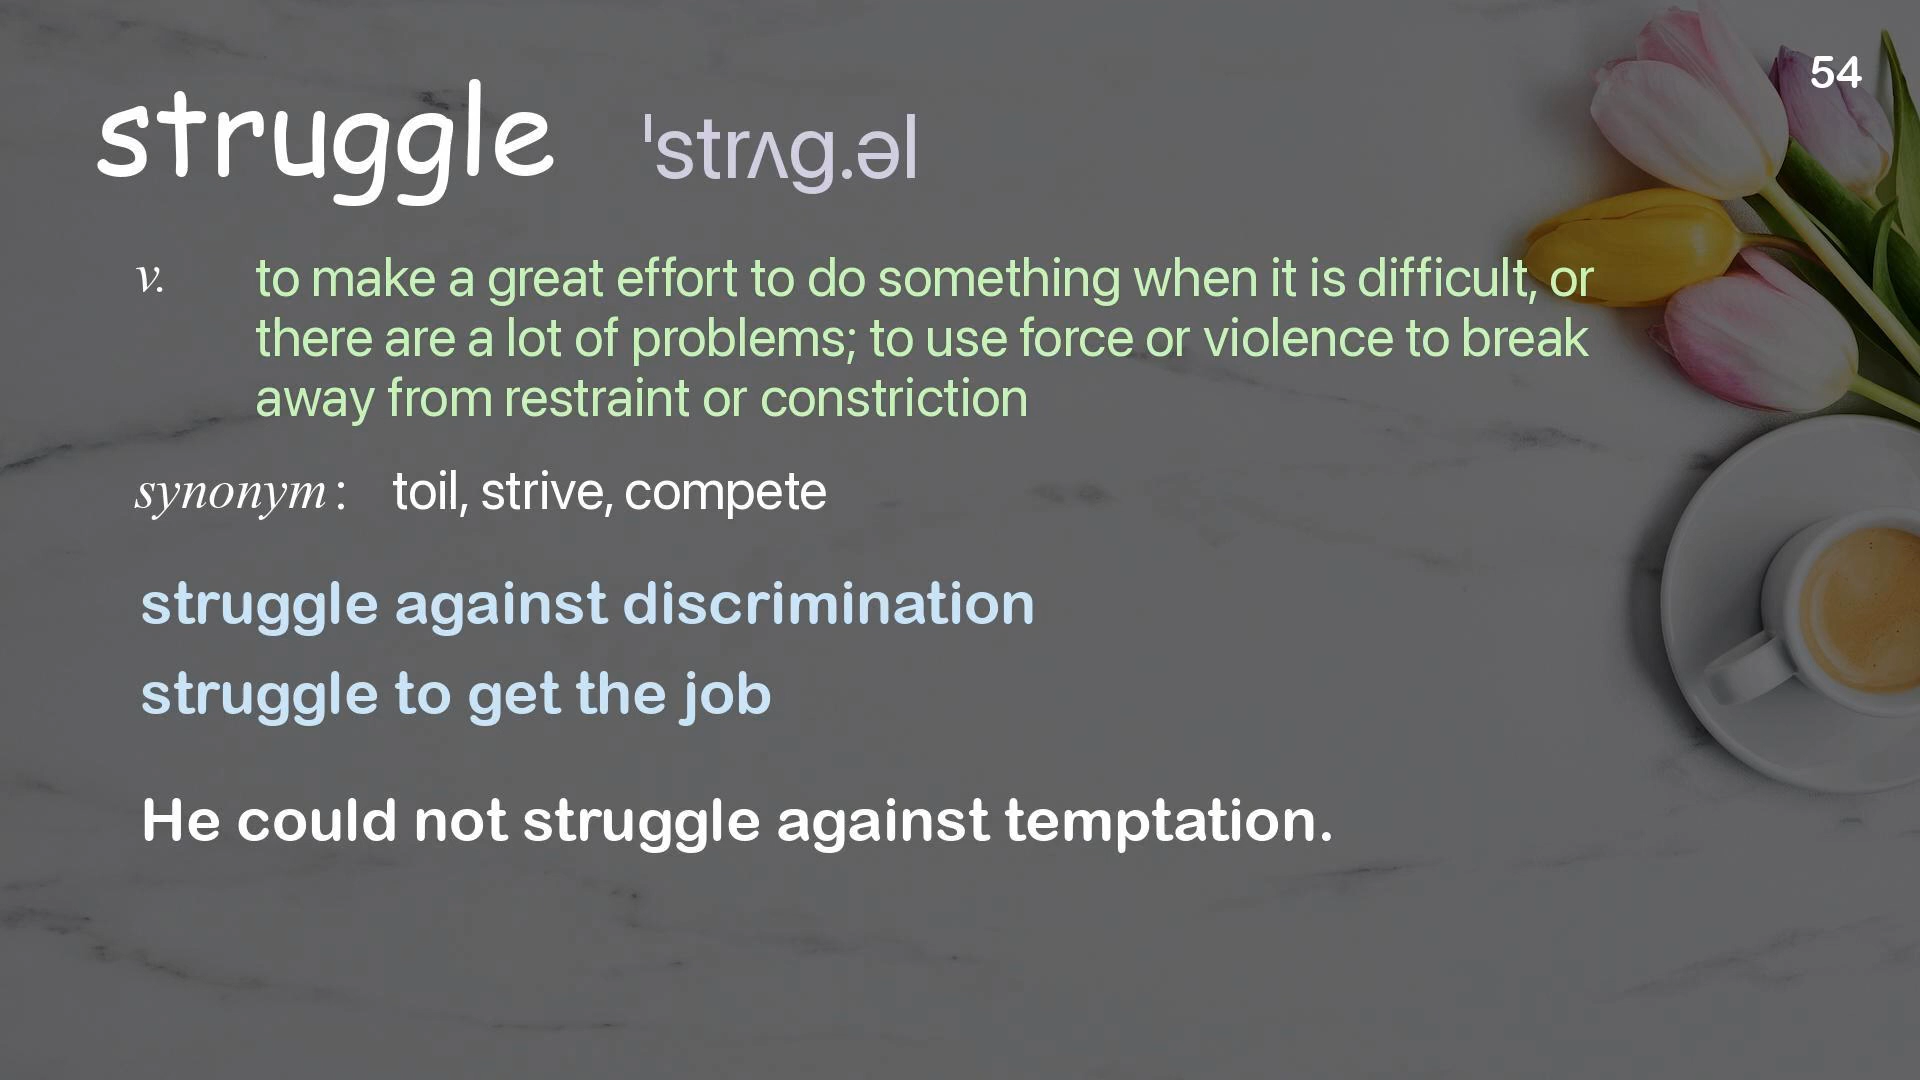 54
struggle ˈstrʌg.əl
v. to make a great effort to do something when it is difficult, or
there are a lot of problems; to use force or violence to break
away from restraint or constriction
synonym : toil, strive, compete
struggle against discrimination
struggle to get the job
He could not struggle against temptation.